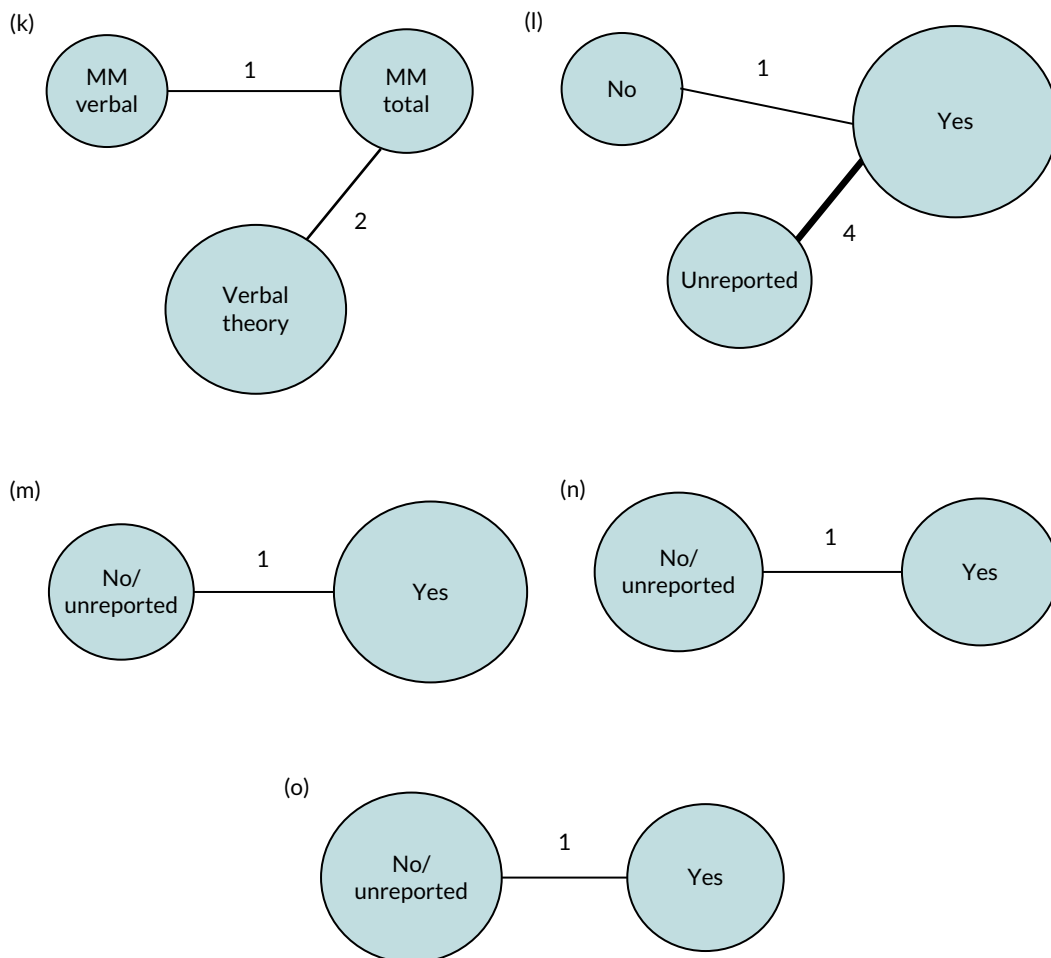 (k)
MM
verbal
1
MM
total
2
Verbal
theory
(l)
No
1
Yes
4
Unreported
(m)
No/
unreported
1
Yes
(n)
No/
unreported
1
Yes
(o)
No/
unreported
1
Yes